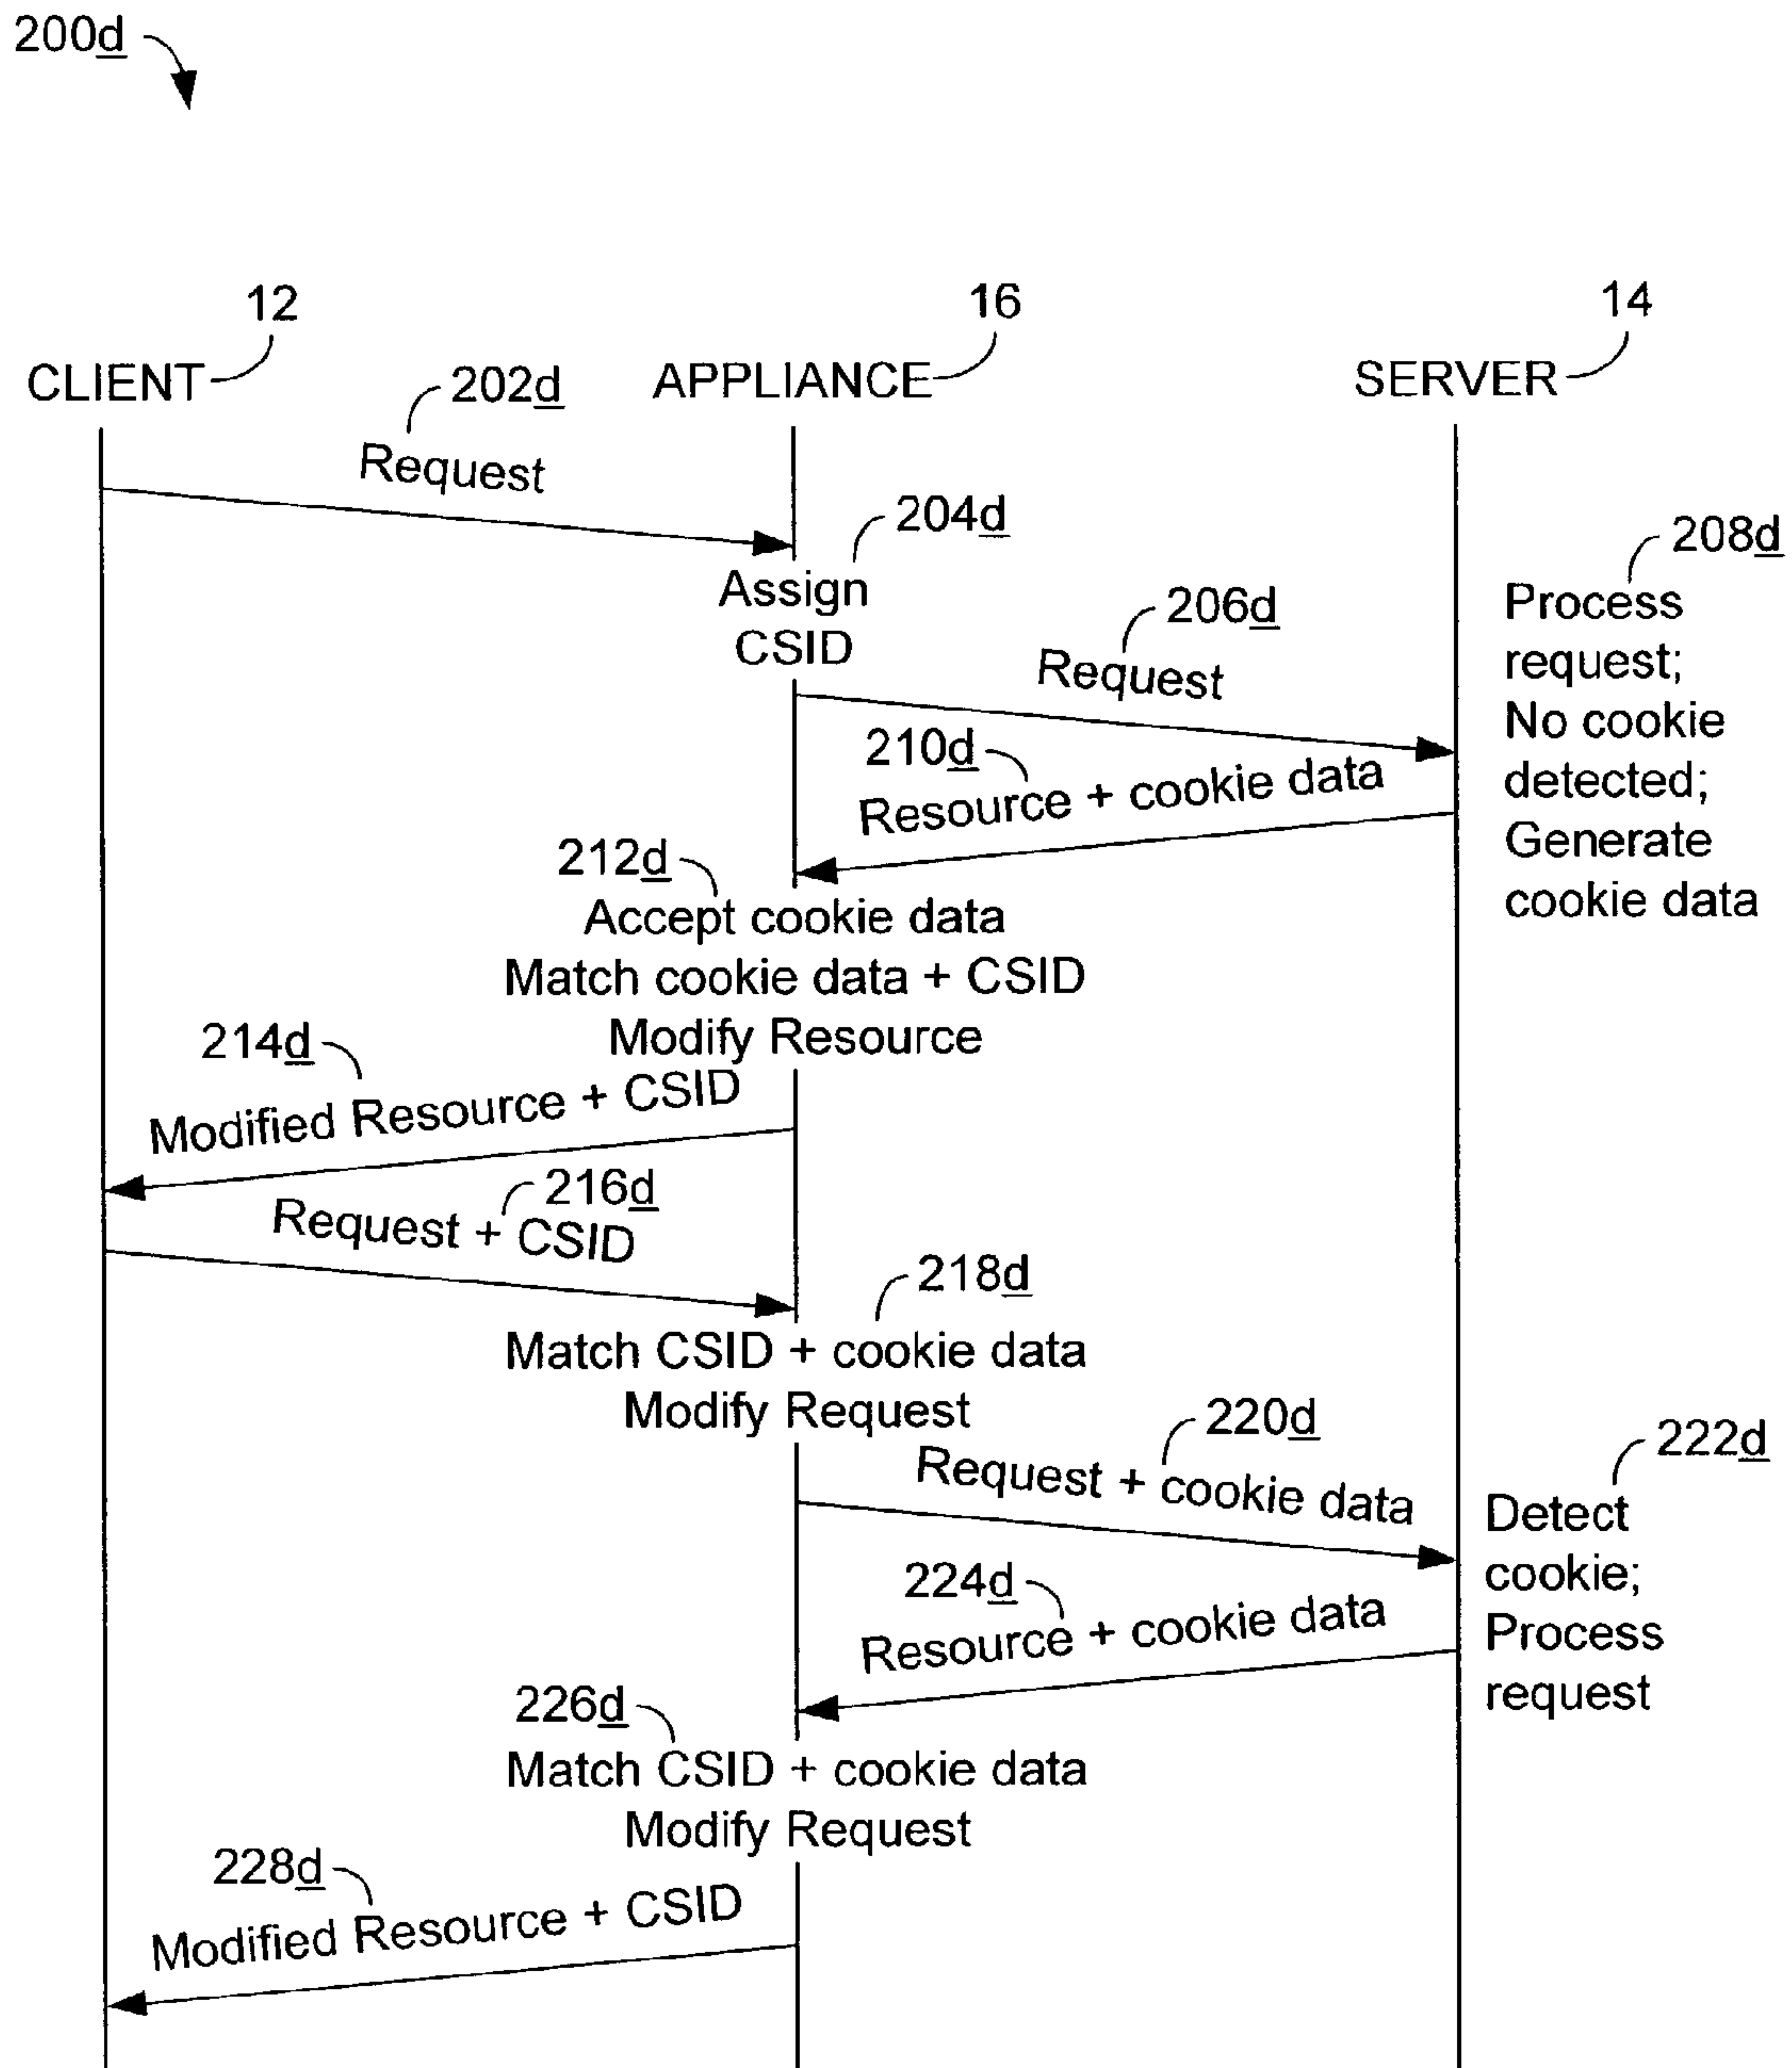 200d
12
16
14
CLIENT
APPLIANCE
SERVER
202d
Request
204d
Assign
CSID
206d
Request
208d
Process
request;
No cookie
detected;
Generate
cookie data
210d
Resource + cookie data
212d
Accept cookie data
Match cookie data + CSID
Modify Resource
214d
Modified Resource + CSID
216d
Request + CSID
218d
Match CSID + cookie data
Modify Request
220d
Request + cookie data
222d
Detect
cookie;
Process
request
224d
Resource + cookie data
226d
Match CSID + cookie data
Modify Request
228d
Modified Resource + CSID